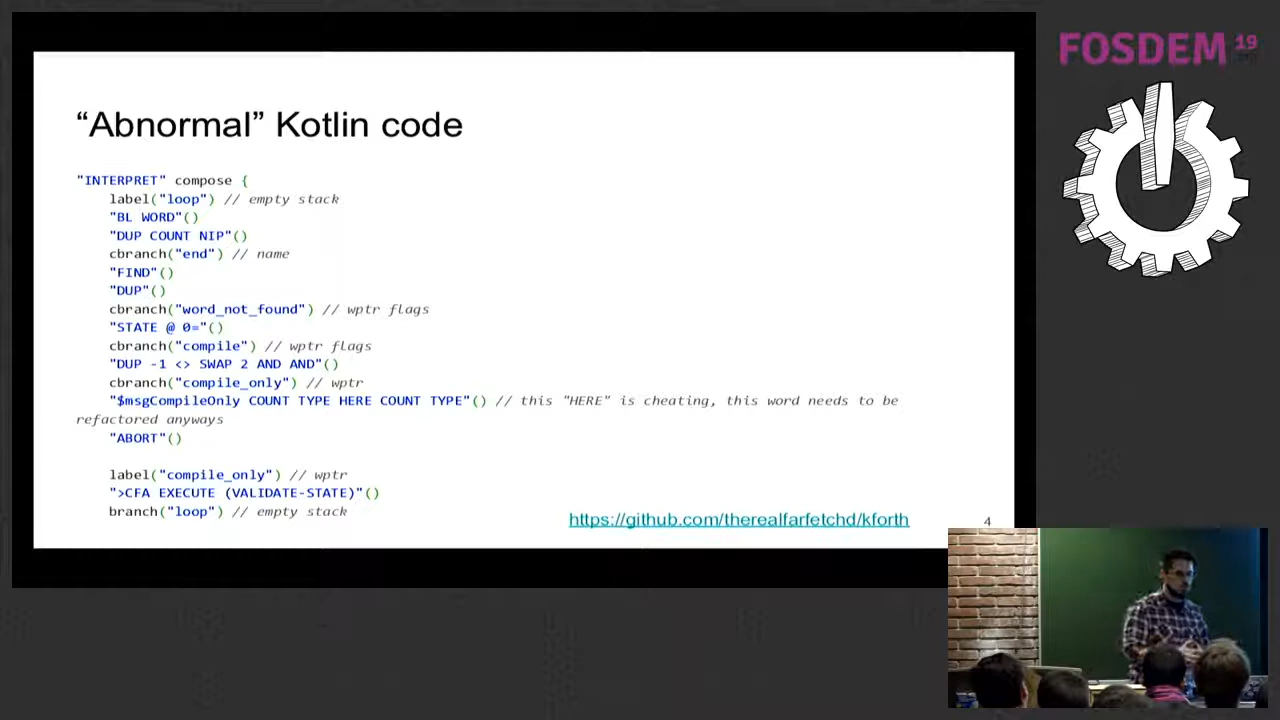 “Abnormal” Kotlin code
"INTERPRET" compose {
label("loop") // empty stack
"BL WORD"()
"DUP COUNT NIP"()
cbranch("end") // name
"FIND"()
"DUP"()
cbranch("word_not_found") // wptr flags
"STATE @ 0="()
cbranch("compile") // wptr flags
"DUP -1 <> SWAP 2 AND AND"()
cbranch("compile_only") // wptr
"$msgCompileOnly COUNT TYPE HERE COUNT TYPE"() // this "HERE" is cheating, this word needs to be
refactored anyways
"ABORT"()
label("compile_only") // wptr
">CFA EXECUTE (VALIDATE-STATE)"()
branch("loop") // empty stack
https://github.com/therealfarfetchd/kforth
4
FOSDEM 19